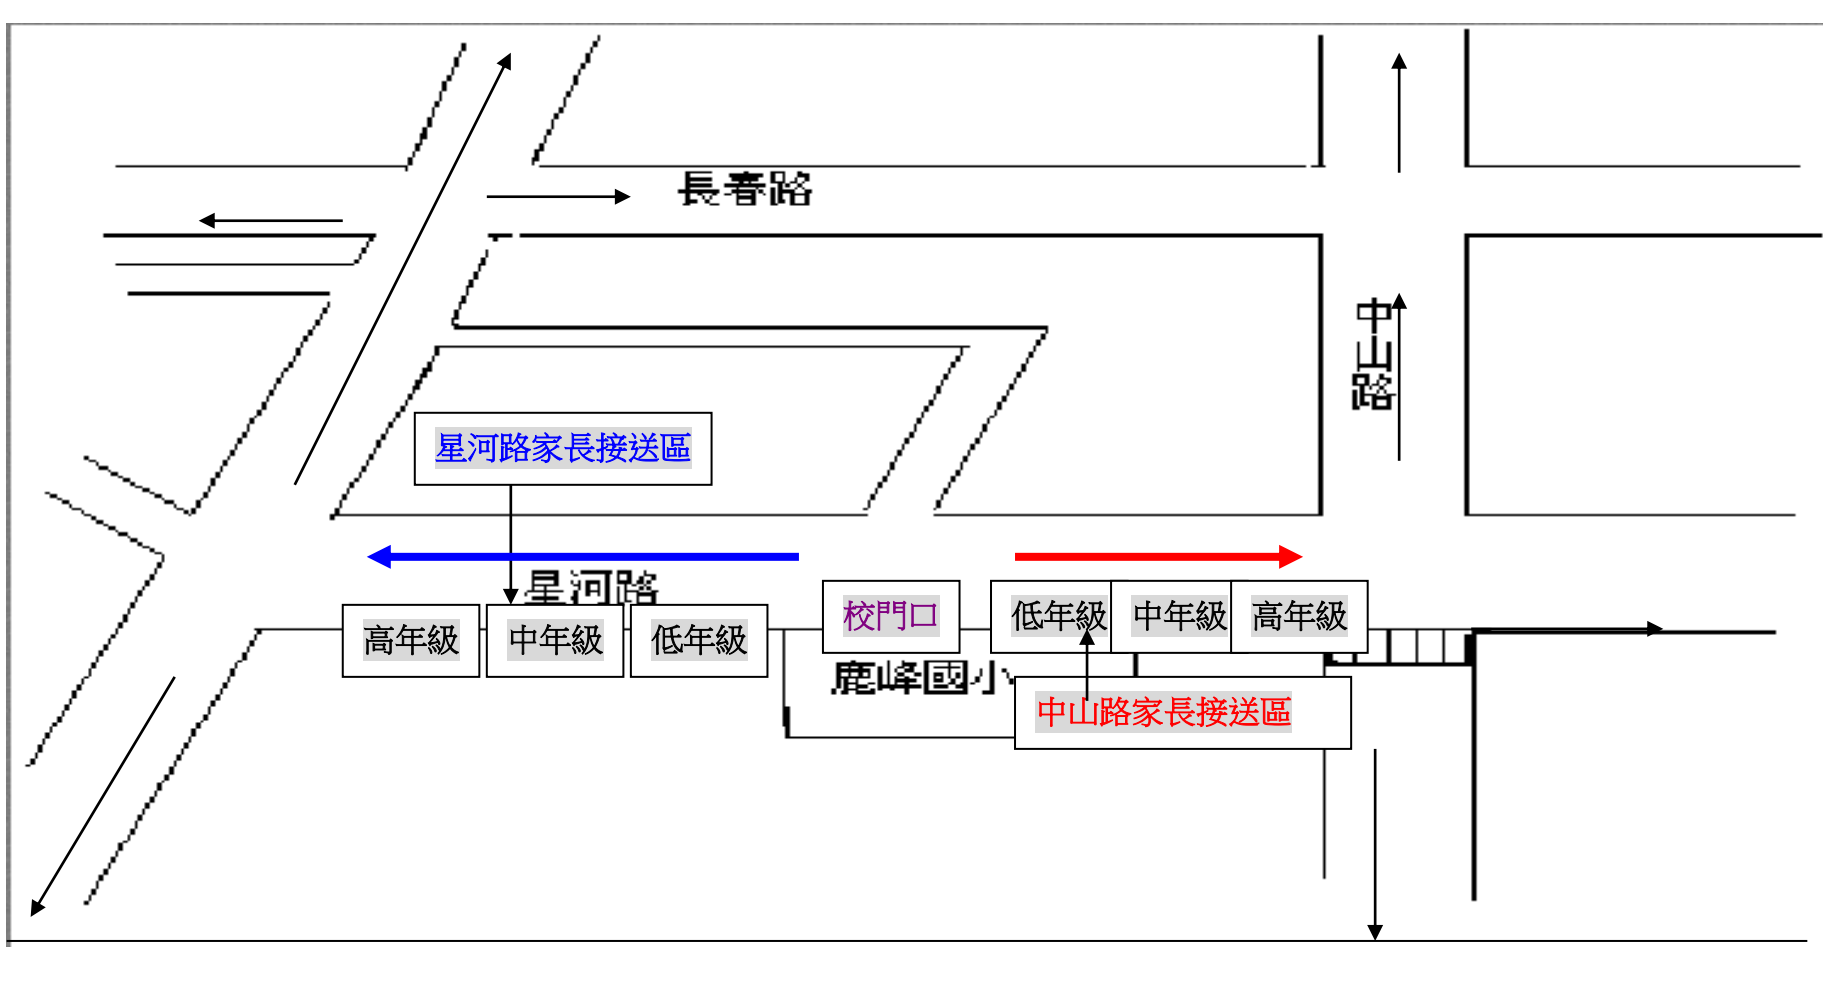 長春路
中山路
星河路家長接送區
星河路
校門口
低年級
中年級
高年級
高年級
中年級
低年級
鹿峰國小
中山路家長接送區